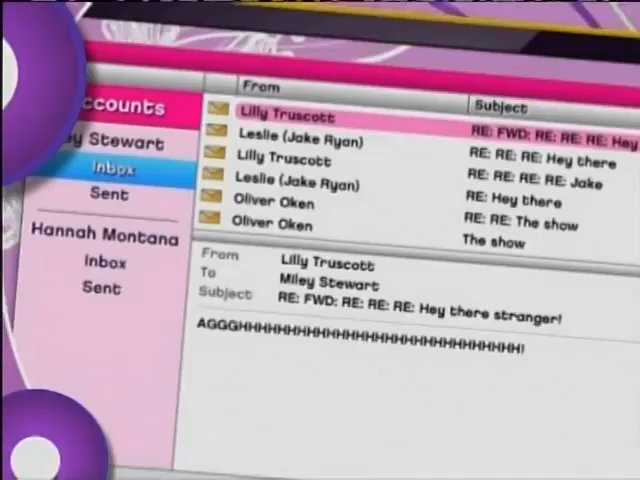 ccounts
From
Subject
y Stewart
Inbox
Sent
Hannah Montana
Inbox
Sent
Lilly Truscott
RE: FWD: RE: RE: RE: Hey
Leslie (Jake Ryan)
RE: RE: RE: Hey there
Lilly Truscott
RE: RE: RE: RE: Jake
Leslie (Jake Ryan)
RE: Hey there
Oliver Oken
RE: RE: The show
Oliver Oken
The show
From Lilly Truscott
To Miley Stewart
Subject RE: FWD: RE: RE: RE: Hey there stranger!
AGGGHHHHHHHHHHHHHHHHHHHHHHHHHHHHHHH!